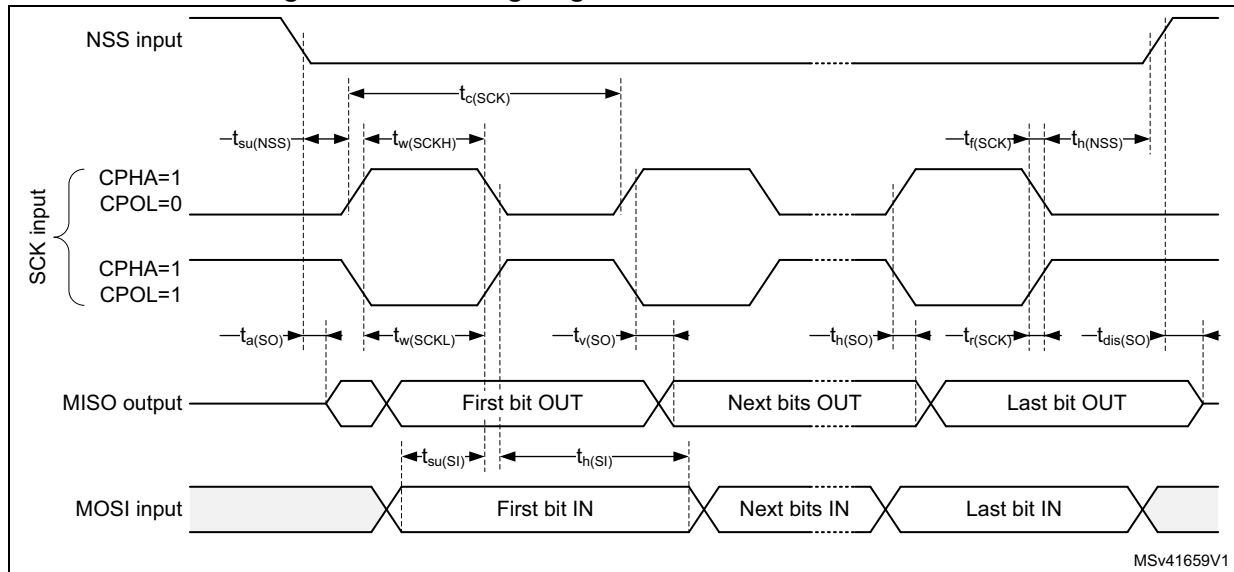 NSS input
tc(SCK)
tsu(NSS)
tw(SCKH)
tf(SCK)
th(NSS)
SCK input
CPHA=1
CPOL=0
CPHA=1
CPOL=1
ta(SO)
tw(SCKL)
tv(SO)
th(SO)
tr(SCK)
tdis(SO)
MISO output
First bit OUT
Next bits OUT
Last bit OUT
tsu(SI)
th(SI)
MOSI input
First bit IN
Next bits IN
Last bit IN
MSv41659V1